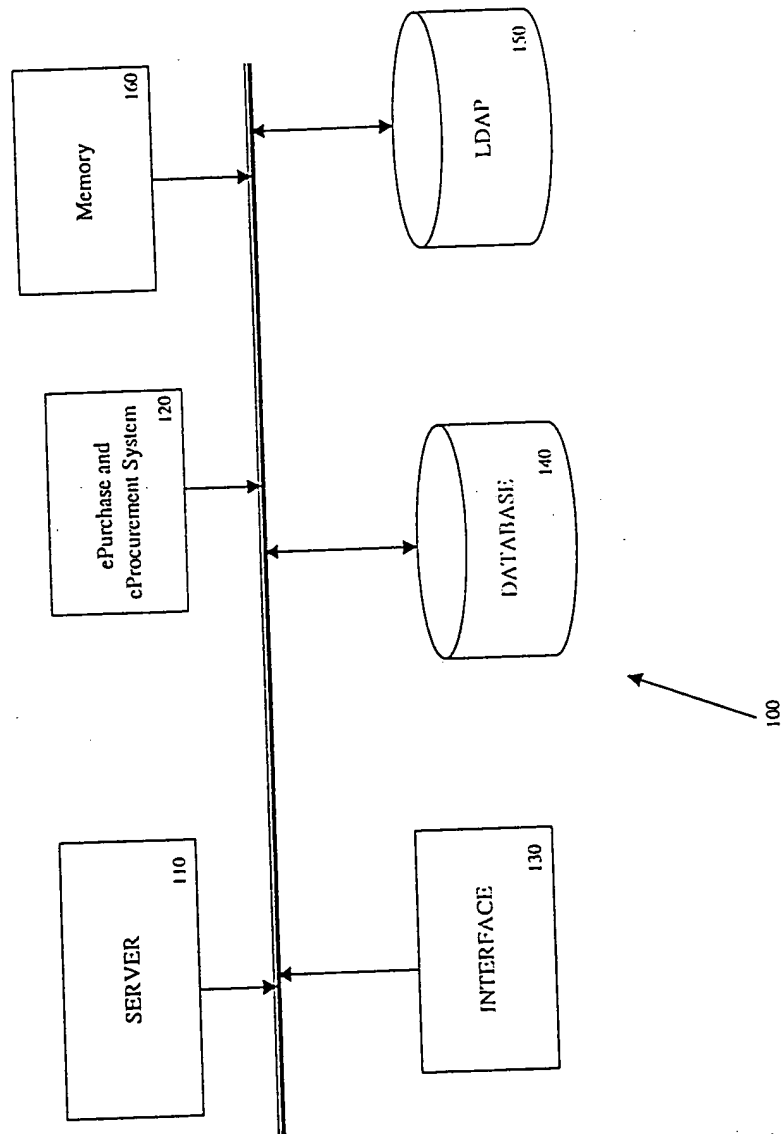 SERVER
110
ePurchase and
eProcurement System
120
Memory
160
INTERFACE
130
DATABASE
140
LDAP
150
100